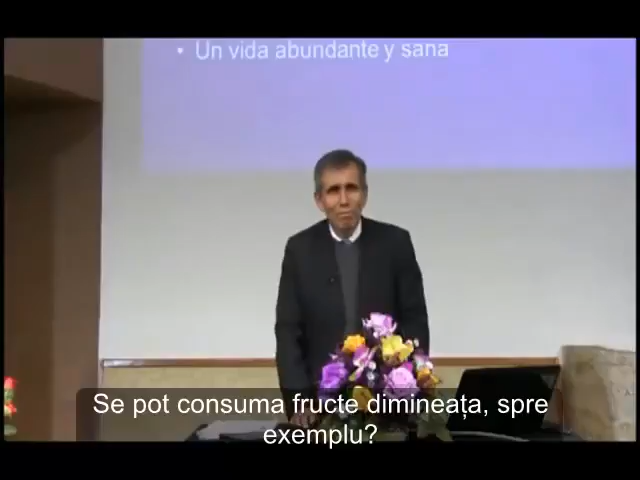 • Un vida abundante y sana
Se pot consuma fructe dimineața, spre
exemplu?